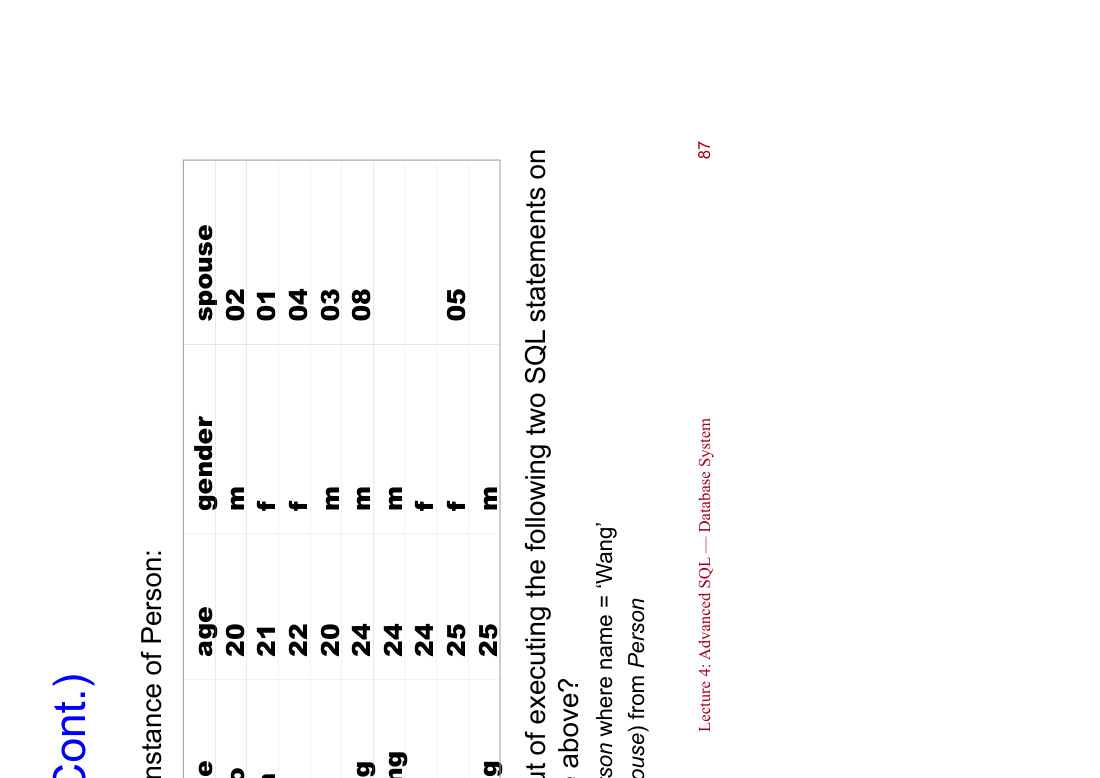 Cont.)
nstance of Person:
e age gender spouse
o 20 m 02
21 f 01
22 f 04
20 m 03
g 24 m 08
ng 24 m
24 f
25 f 05
g 25 m
ut of executing the following two SQL statements on
above?
son where name = ‘Wang’
ouse) from Person
Lecture 4: Advanced SQL — Database System 87